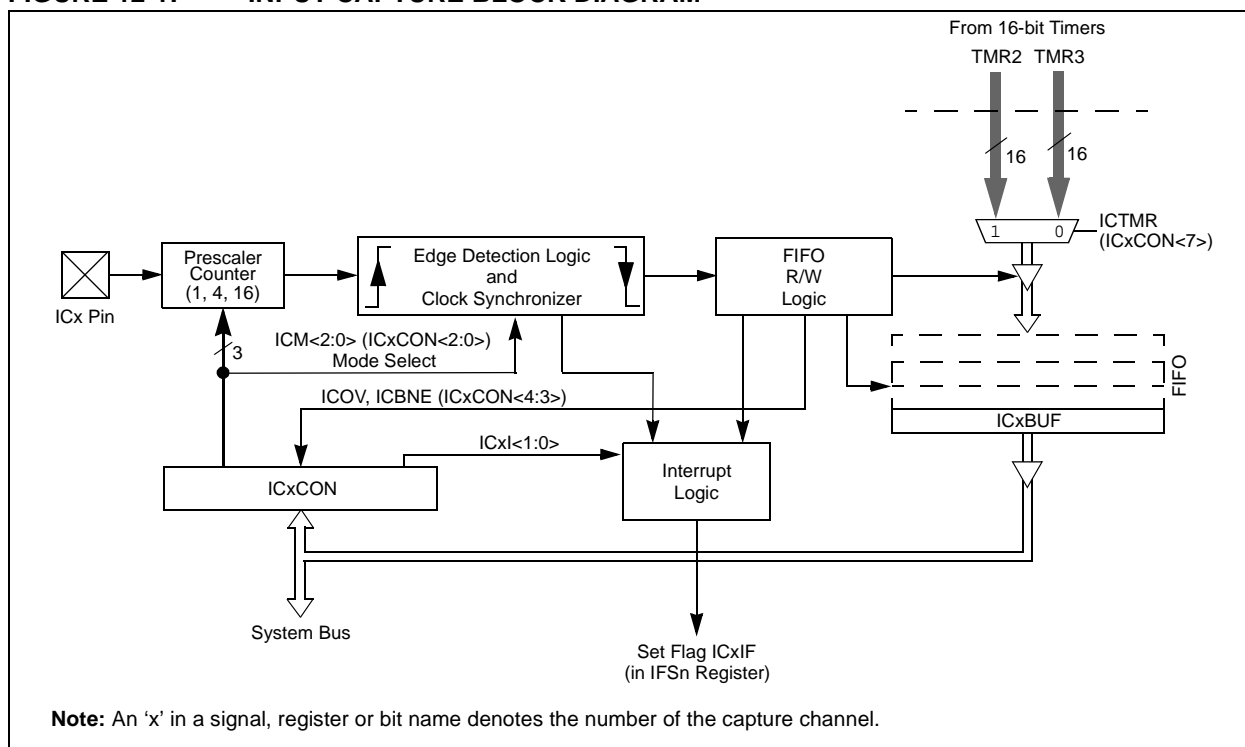 From 16-bit Timers
TMR2 TMR3
16 16
1 0
ICTMR
(ICxCON<7>)
Prescaler
Counter
(1, 4, 16)
Edge Detection Logic
and
Clock Synchronizer
FIFO
R/W
Logic
ICx Pin
3
ICM<2:0> (ICxCON<2:0>)
Mode Select
FIFO
ICOV, ICBNE (ICxCON<4:3>)
ICxBUF
ICxI<1:0>
Interrupt
Logic
ICxCON
System Bus
Set Flag ICxIF
(in IFSn Register)
Note: An ‘x’ in a signal, register or bit name denotes the number of the capture channel.